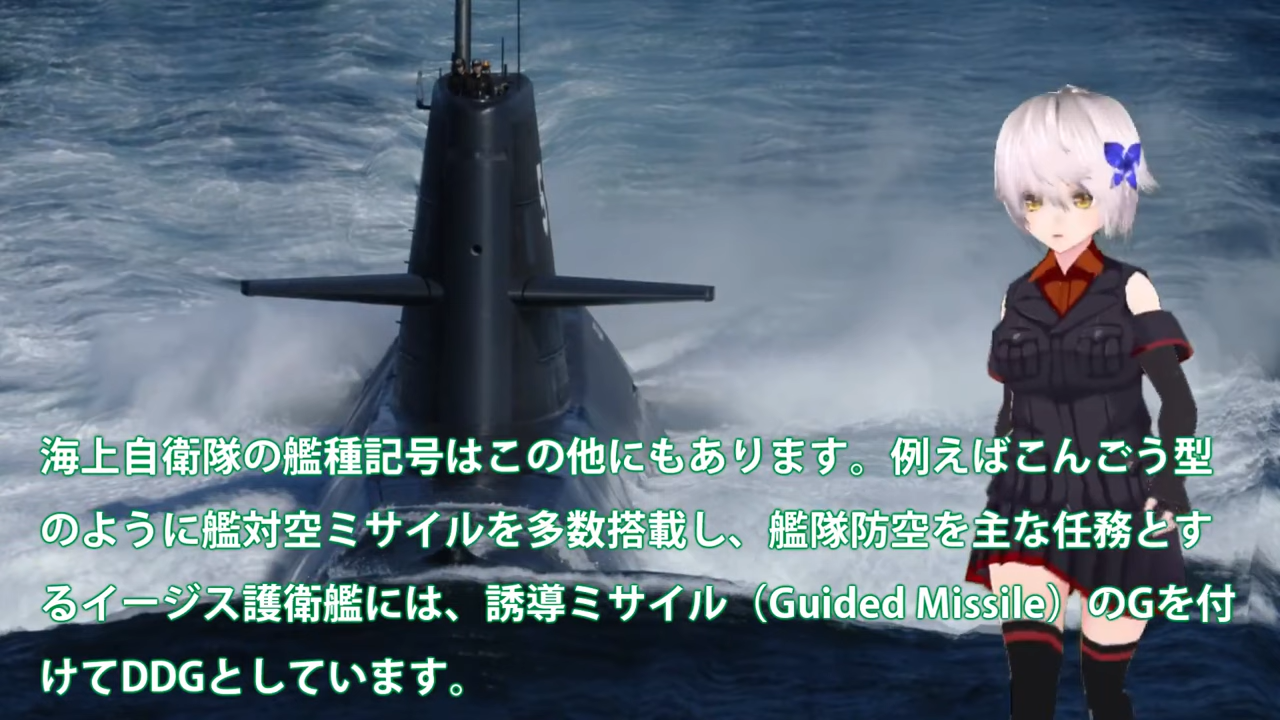 海上自衛隊の艦種記号はこの他にもあります。例えばこんごう型
のように艦対空ミサイルを多数搭載し、艦隊防空を主な任務とす
るイージス護衛艦には、誘導ミサイル（Guided Missile）のGを付
けてDDGとしています。